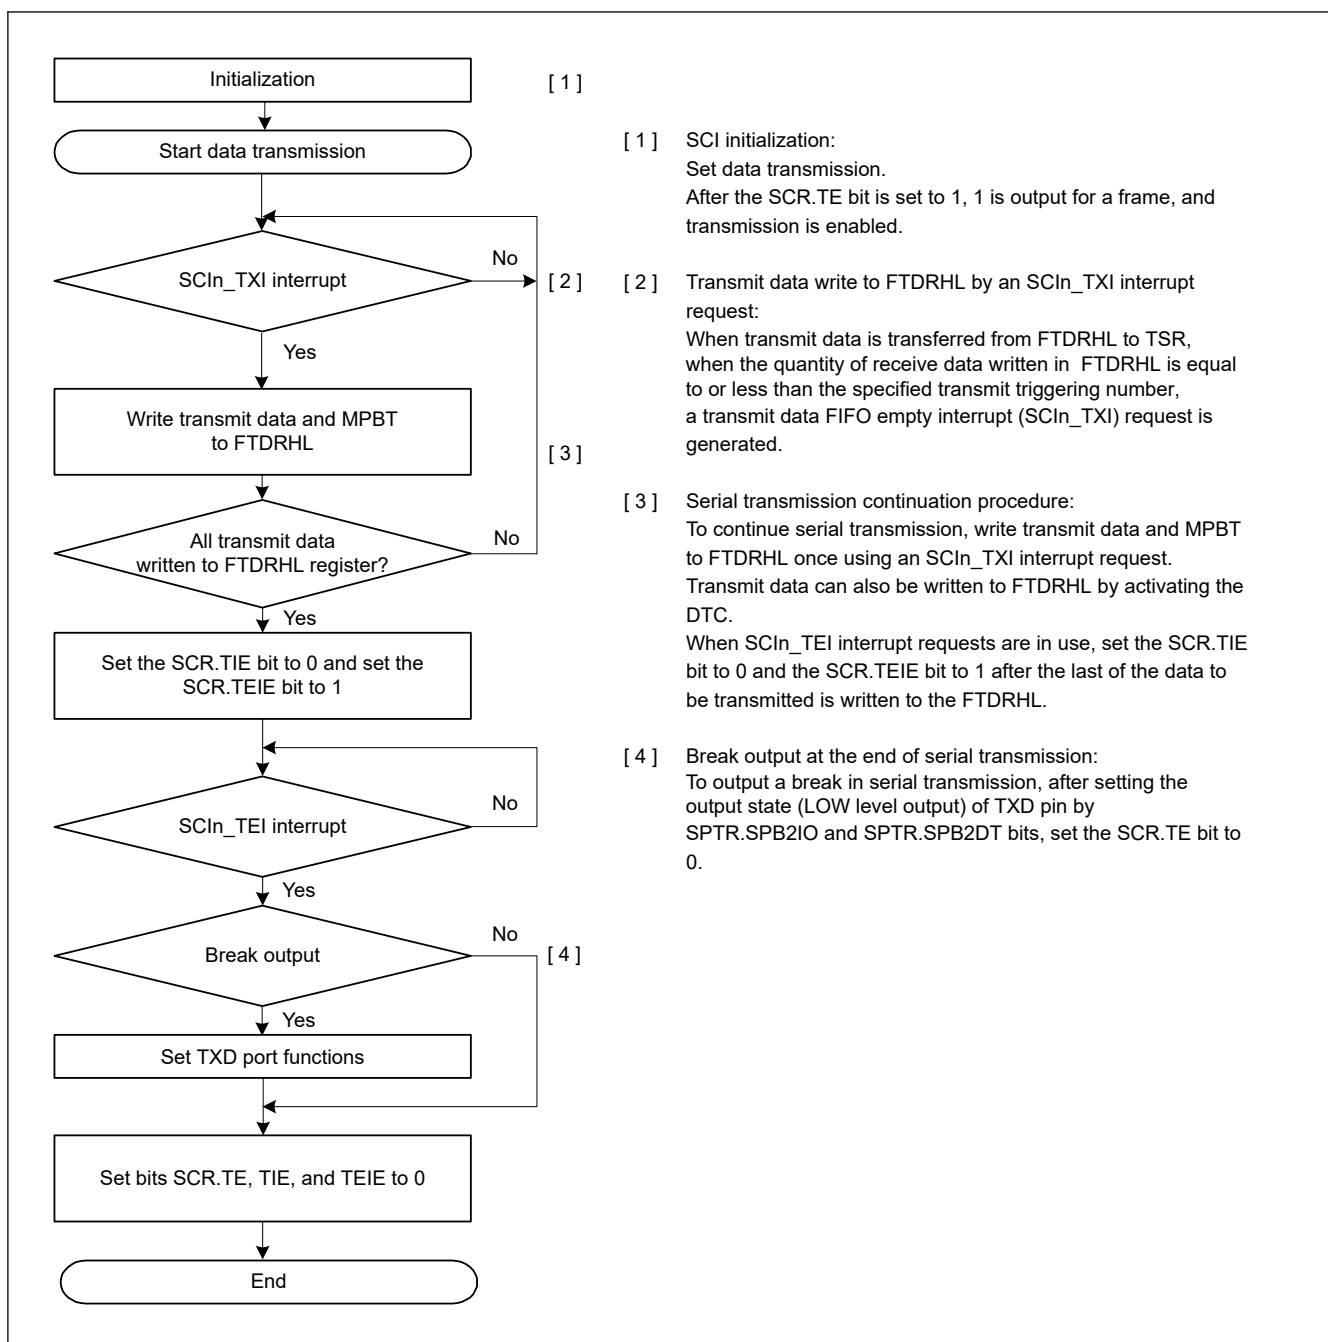 Initialization
[ 1 ]
Start data transmission
SCIn_TXI interrupt
No
[ 2 ]
Yes
Write transmit data and MPBT
to FTDRHL
[ 3 ]
All transmit data
written to FTDRHL register?
No
Yes
Set the SCR.TIE bit to 0 and set the
SCR.TEIE bit to 1
SCIn_TEI interrupt
No
Yes
Break output
No
[ 4 ]
Yes
Set TXD port functions
Set bits SCR.TE, TIE, and TEIE to 0
End
[ 1 ] SCI initialization:
Set data transmission.
After the SCR.TE bit is set to 1, 1 is output for a frame, and
transmission is enabled.
[ 2 ] Transmit data write to FTDRHL by an SCIn_TXI interrupt
request:
When transmit data is transferred from FTDRHL to TSR,
when the quantity of receive data written in FTDRHL is equal
to or less than the specified transmit triggering number,
a transmit data FIFO empty interrupt (SCIn_TXI) request is
generated.
[ 3 ] Serial transmission continuation procedure:
To continue serial transmission, write transmit data and MPBT
to FTDRHL once using an SCIn_TXI interrupt request.
Transmit data can also be written to FTDRHL by activating the
DTC.
When SCIn_TEI interrupt requests are in use, set the SCR.TIE
bit to 0 and the SCR.TEIE bit to 1 after the last of the data to
be transmitted is written to the FTDRHL.
[ 4 ] Break output at the end of serial transmission:
To output a break in serial transmission, after setting the
output state (LOW level output) of TXD pin by
SPTR.SPB2IO and SPTR.SPB2DT bits, set the SCR.TE bit to
0.